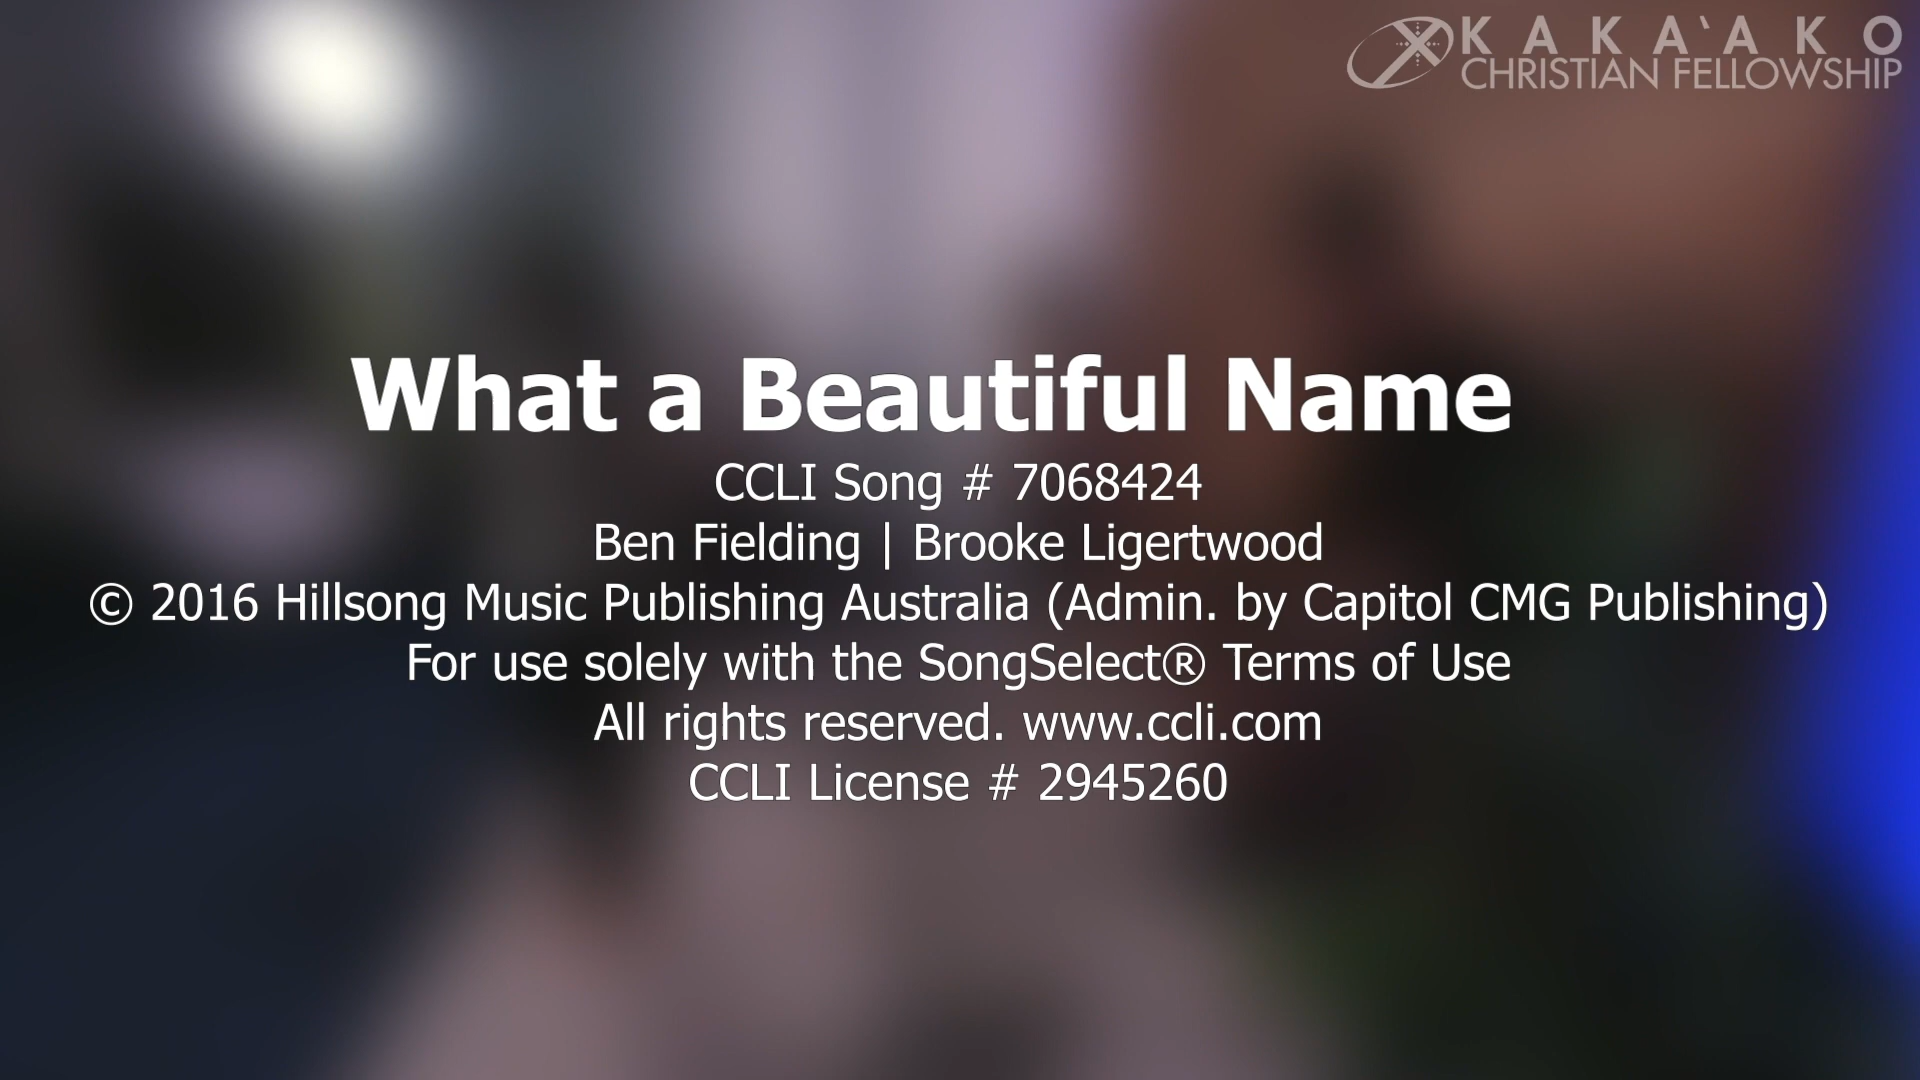 KAKAʻAKO
CHRISTIAN FELLOWSHIP
What a Beautiful Name
CCLI Song # 7068424
Ben Fielding | Brooke Ligertwood
© 2016 Hillsong Music Publishing Australia (Admin. by Capitol CMG Publishing)
For use solely with the SongSelect® Terms of Use
All rights reserved. www.ccli.com
CCLI License # 2945260